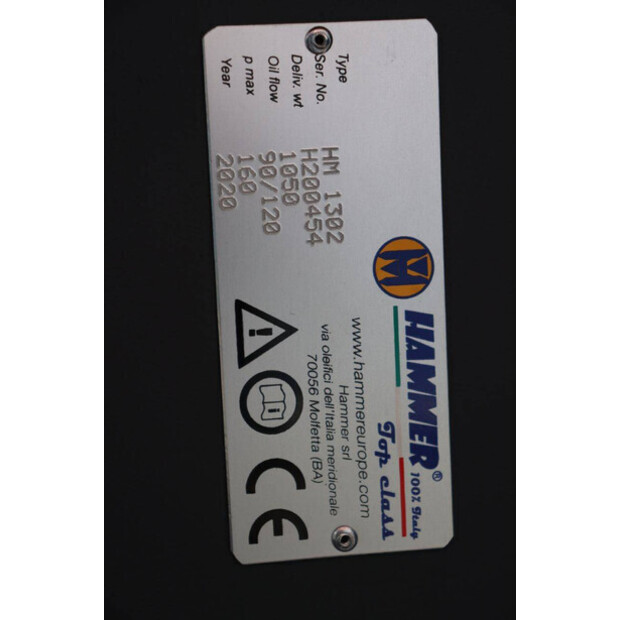 HAMMER®
100% Italy
Top class
www.hammereurope.com
Hammer srl
via oleifici dell'Italia meridionale
70056 Molfetta (BA)
Type HM 1302
Ser. No. H200454
Deliv. wt 1050
Oil flow 90/120
p max 160
Year 2020
CE